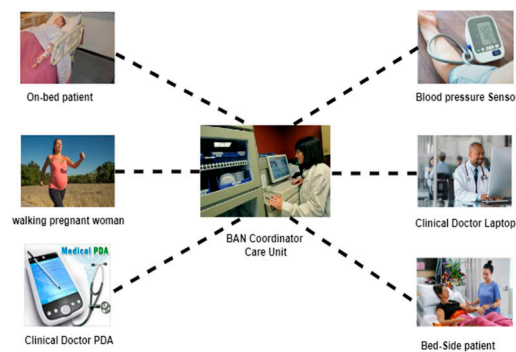 On-bed patient
Blood pressure Sensor
walking pregnant woman
Clinical Doctor Laptop
BAN Coordinator
Care Unit
Medical PDA
Clinical Doctor PDA
Bed-Side patient